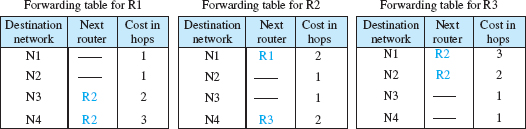 Forwarding table for R1 Forwarding table for R2 Forwarding table for R3
Destination Next Cost in Destination Next Cost in Destination Next Cost in
network router hops network router hops network router hops
N1 —— 1 N1 R1 2 N1 R2 3
N2 —— 1 N2 —— 1 N2 R2 2
N3 R2 2 N3 —— 1 N3 —— 1
N4 R2 3 N4 R3 2 N4 —— 1